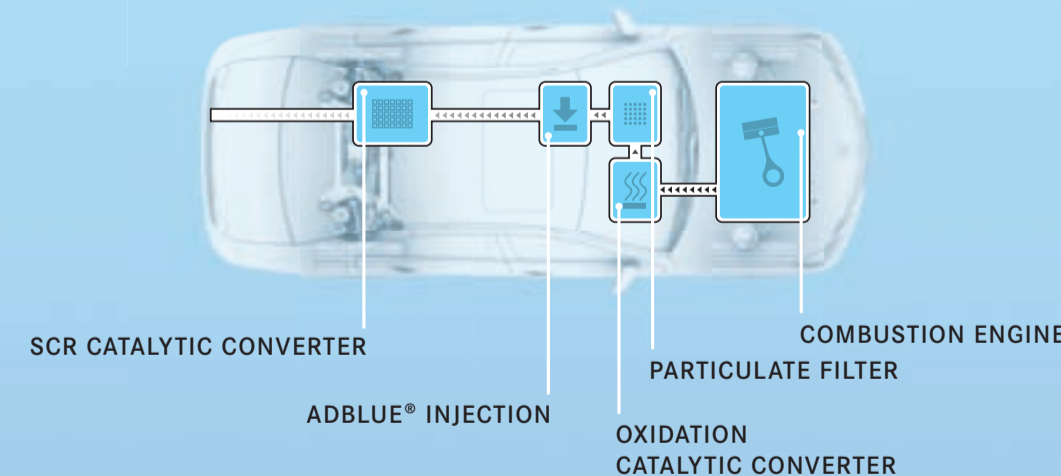 SCR CATALYTIC CONVERTER
COMBUSTION ENGINE
PARTICULATE FILTER
ADBLUE® INJECTION
OXIDATION
CATALYTIC CONVERTER